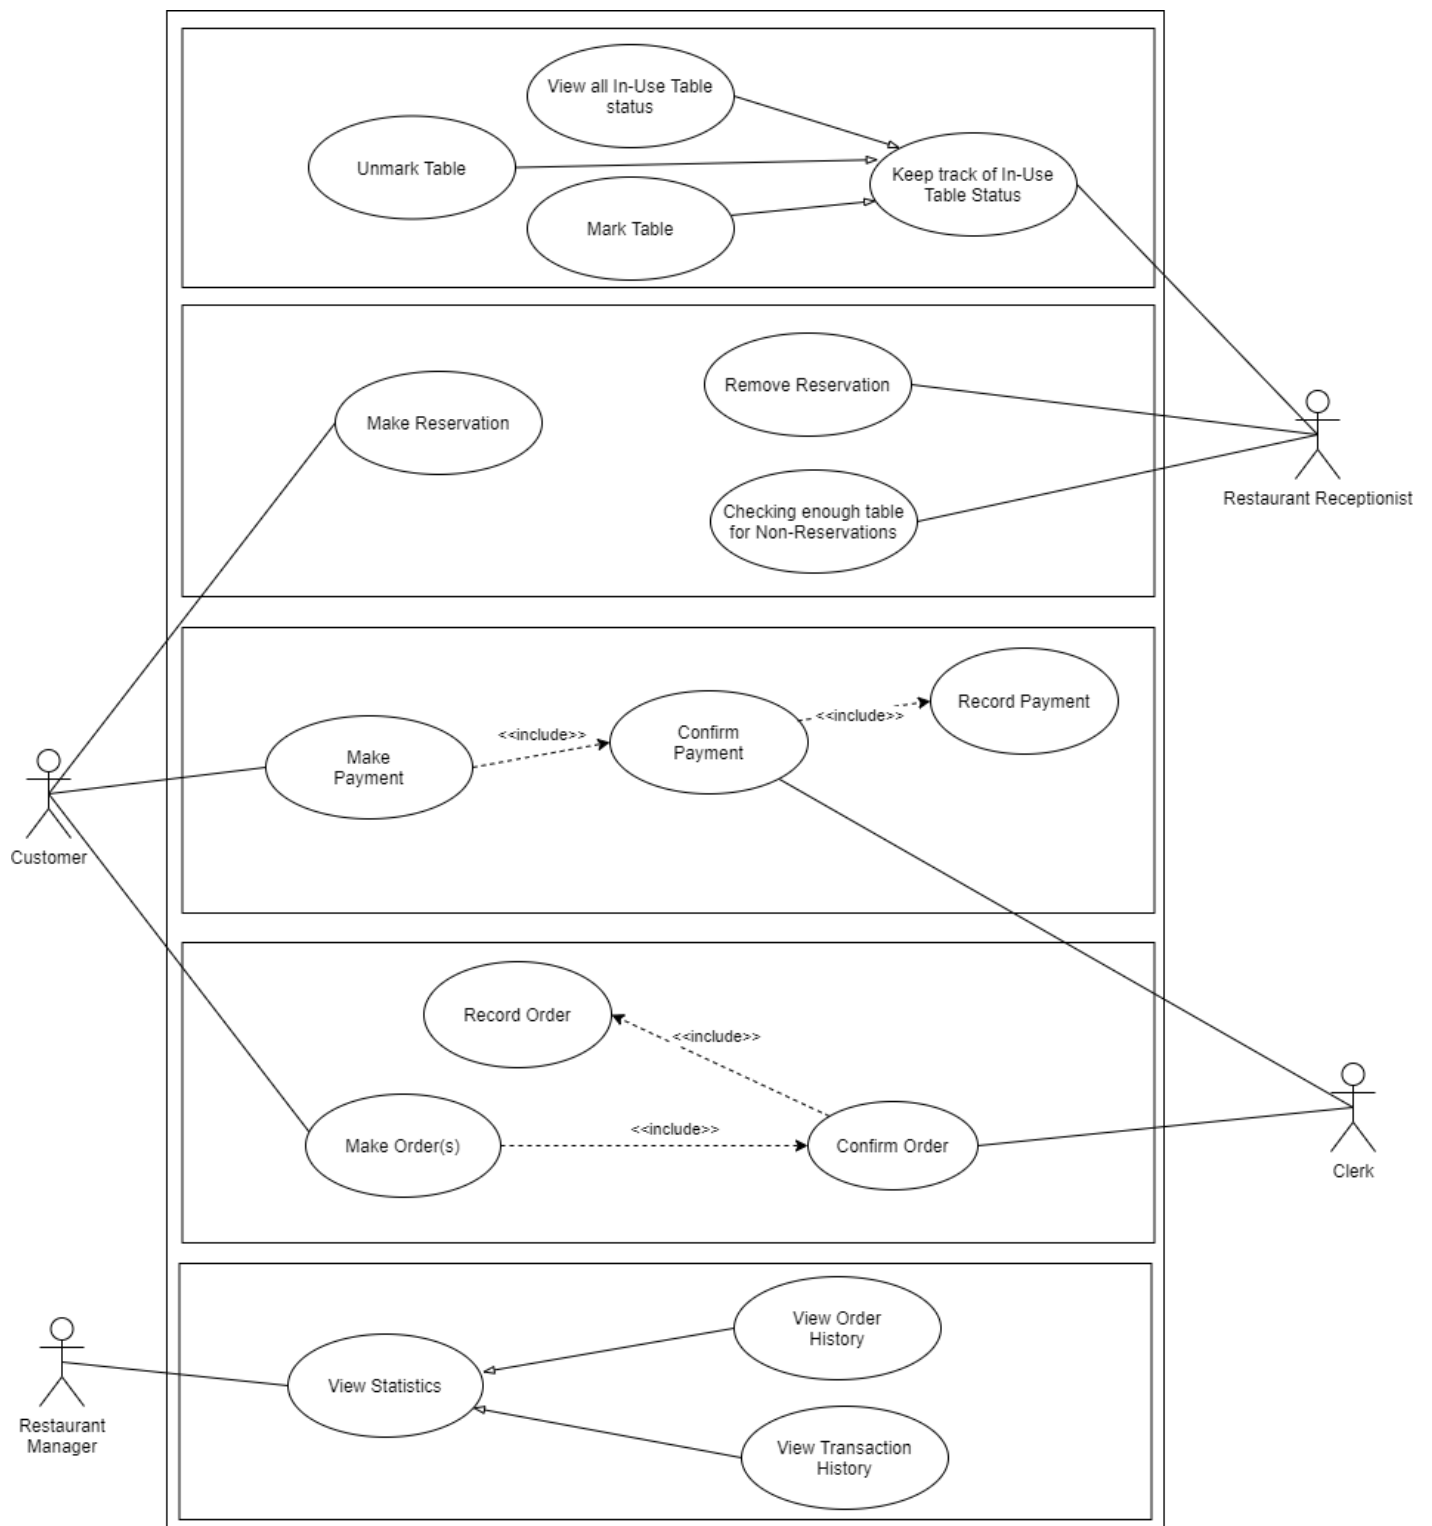 View all In-Use Table
status
Unmark Table
Keep track of In-Use
Table Status
Mark Table
Remove Reservation
Make Reservation
Restaurant Receptionist
Checking enough table
for Non-Reservations
Record Payment
<<include>>
<<include>>
Confirm
Payment
Make
Payment
Customer
Record Order
<<include>>
<<include>>
Make Order(s)
Confirm Order
Clerk
View Order
History
View Statistics
Restaurant
Manager
View Transaction
History